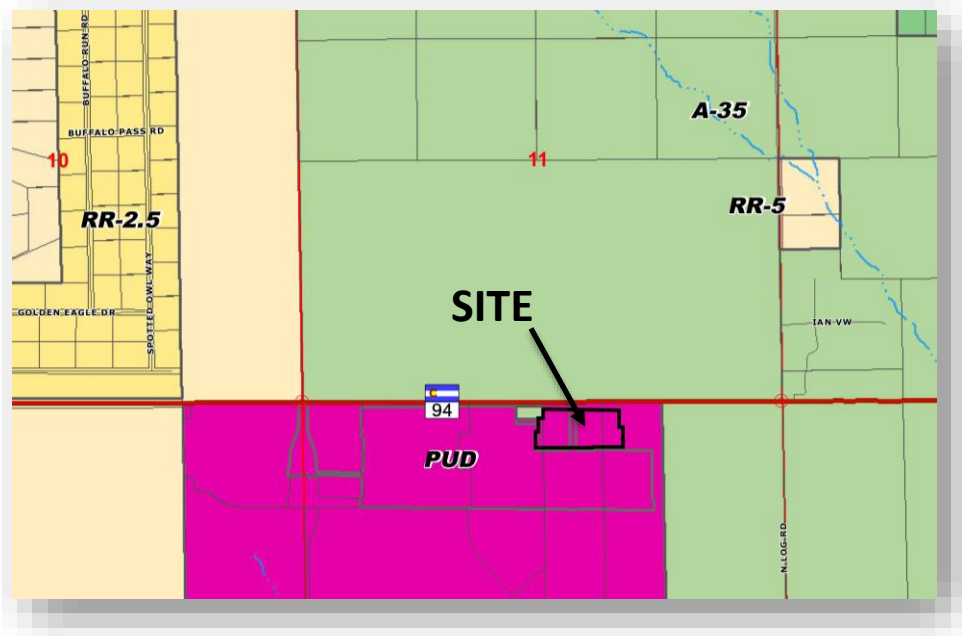 BUFFALO RUN RD
A-35
BUFFALO PASS RD
10
11
RR-2.5
RR-5
SPOTTED OWL WAY
SITE
GOLDEN EAGLE DR
IAN VW
C
94
PUD
N LOG RD